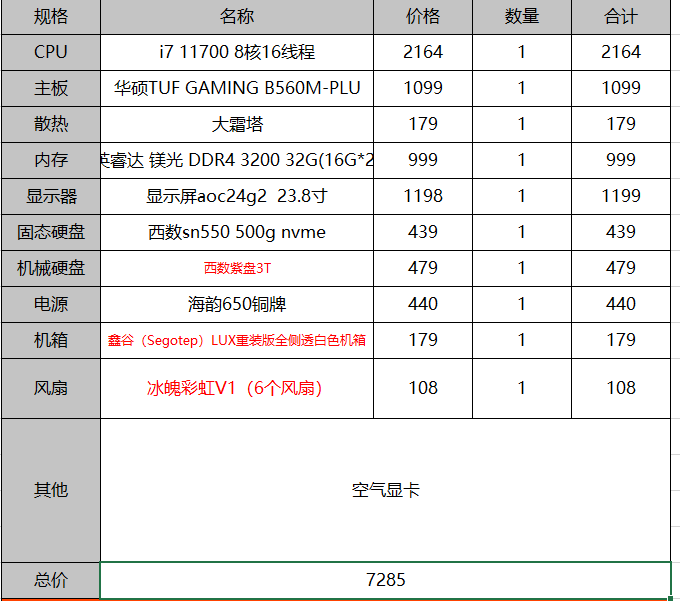 规格 名称 价格 数量 合计
CPU i7 11700 8核16线程 2164 1 2164
主板 华硕TUF GAMING B560M-PLU 1099 1 1099
散热 大霜塔 179 1 179
内存 英睿达 镁光 DDR4 3200 32G(16G*2 999 1 999
显示器 显示屏aoc24g2 23.8寸 1198 1 1199
固态硬盘 西数sn550 500g nvme 439 1 439
机械硬盘 西数紫盘3T 479 1 479
电源 海韵650铜牌 440 1 440
机箱 鑫谷（Segotep）LUX重装版全侧透白色机箱 179 1 179
风扇 冰魄彩虹V1（6个风扇） 108 1 108
其他 空气显卡
总价 7285